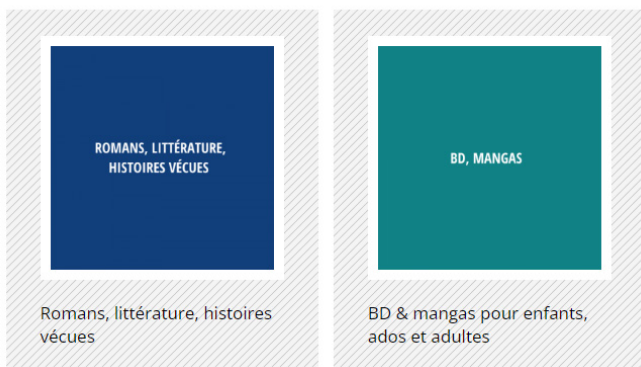 ROMANS, LITTÉRATURE,
HISTOIRES VÉCUES
Romans, littérature, histoires
vécues
BD, MANGAS
BD & mangas pour enfants,
ados et adultes